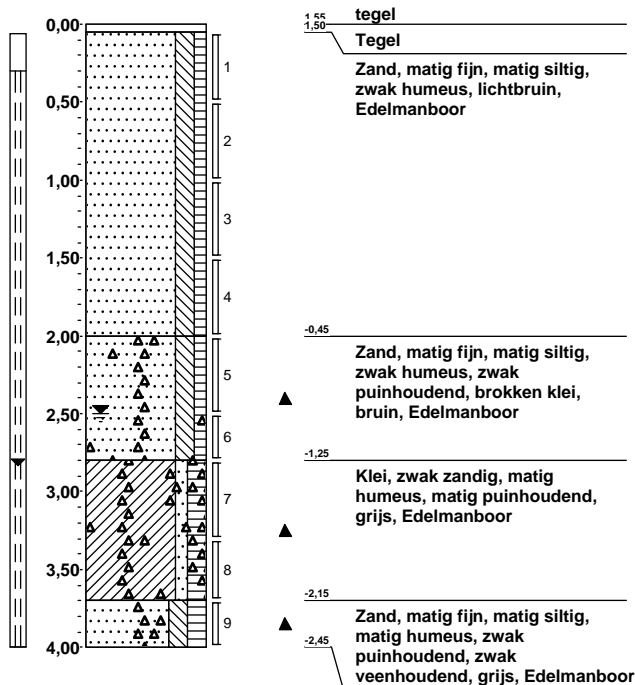 0,00
0,50
1,00
1,50
2,00
2,50
3,00
3,50
4,00
1
2
3
4
5
6
7
8
9
1,55 tegel
1,50
Tegel
Zand, matig fijn, matig siltig,
zwak humeus, lichtbruin,
Edelmanboor
-0,45
Zand, matig fijn, matig siltig,
zwak humeus, zwak
puinhoudend, brokken klei,
bruin, Edelmanboor
-1,25
Klei, zwak zandig, matig
humeus, matig puinhoudend,
grijs, Edelmanboor
-2,15
Zand, matig fijn, matig siltig,
matig humeus, zwak
puinhoudend, zwak
-2,45
veenhoudend, grijs, Edelmanboor